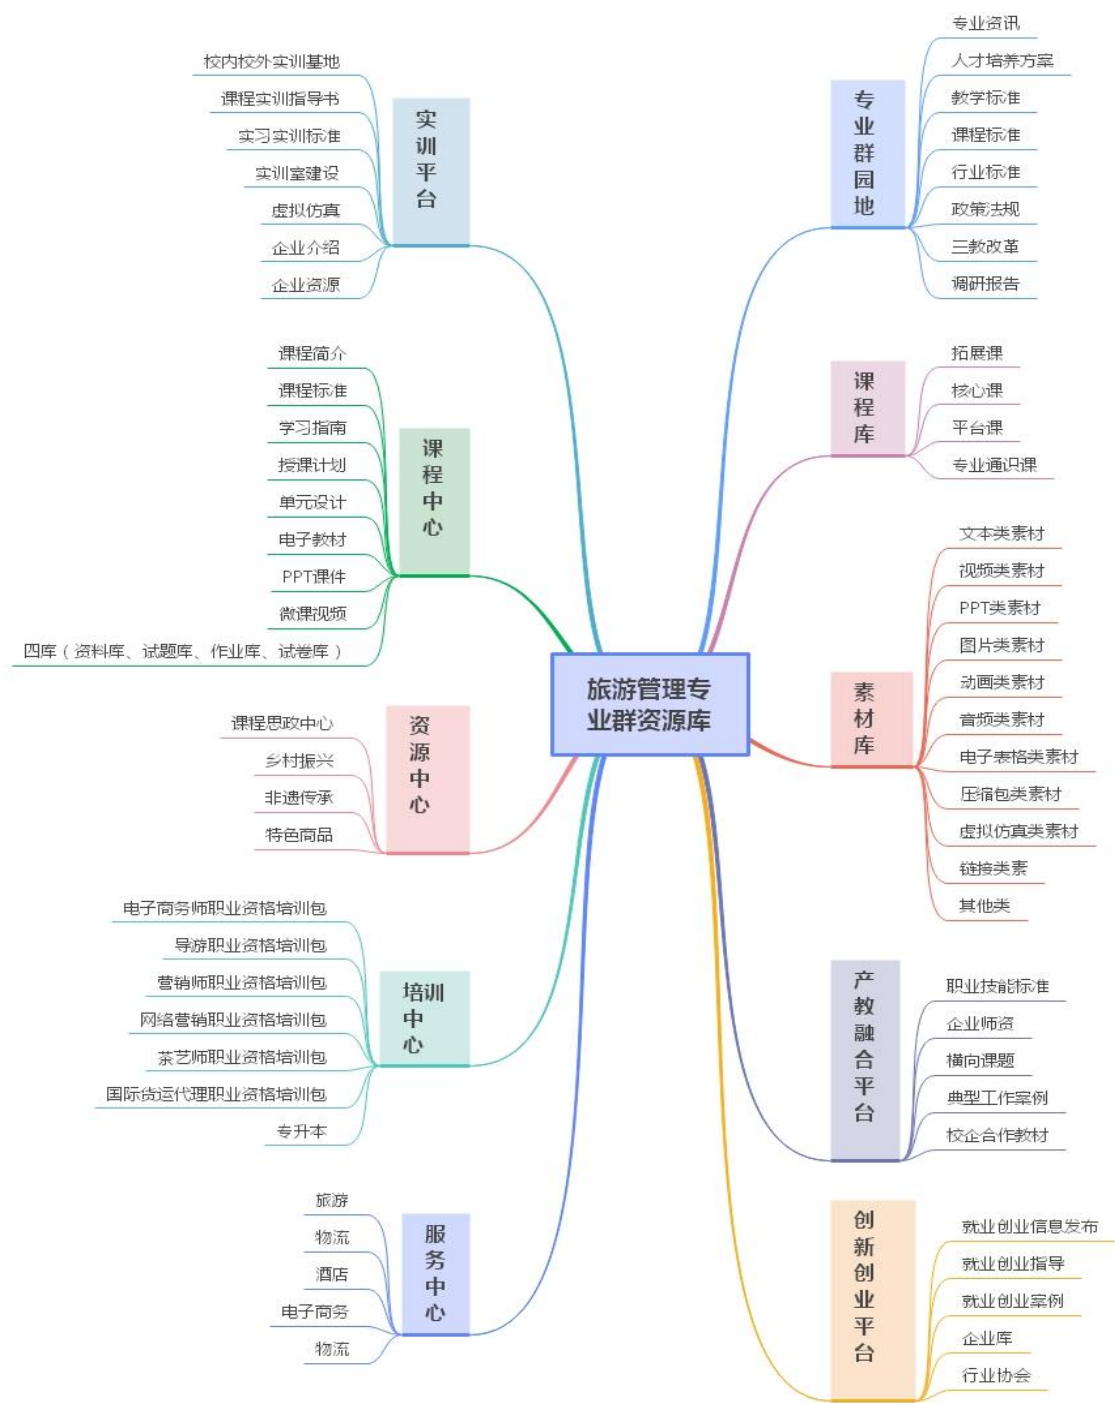 旅游管理专
业群资源库
专业群园地
专业资讯
人才培养方案
教学标准
课程标准
行业标准
政策法规
三教改革
调研报告
课程库
拓展课
核心课
平台课
专业通识课
素材库
文本类素材
视频类素材
PPT类素材
图片类素材
动画类素材
音频类素材
电子表格类素材
压缩包类素材
虚拟仿真类素材
链接类素
其他类
产教融合平台
职业技能标准
企业师资
横向课题
典型工作案例
校企合作教材
创新创业平台
就业创业信息发布
就业创业指导
就业创业案例
企业库
行业协会
实训平台
校内校外实训基地
课程实训指导书
实习实训标准
实训室建设
虚拟仿真
企业介绍
企业资源
课程中心
课程简介
课程标准
学习指南
授课计划
单元设计
电子教材
PPT课件
微课视频
四库（资料库、试题库、作业库、试卷库）
资源中心
课程思政中心
乡村振兴
非遗传承
特色商品
培训中心
电子商务师职业资格培训包
导游职业资格培训包
营销师职业资格培训包
网络营销职业资格培训包
茶艺师职业资格培训包
国际货运代理职业资格培训包
专升本
服务中心
旅游
物流
酒店
电子商务
物流